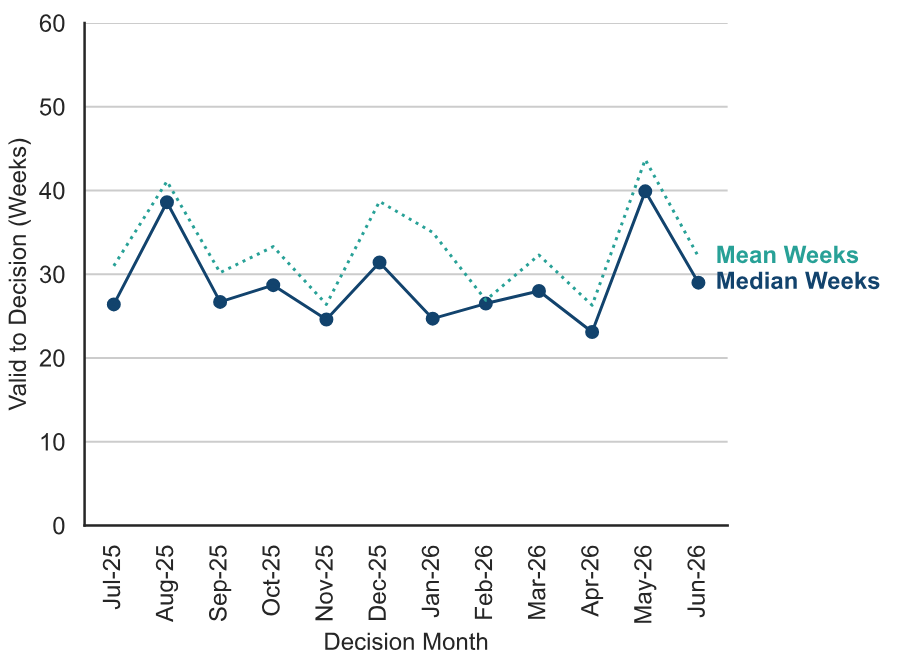 60
50
40
30
20
10
0
Valid to Decision (Weeks)
Mean Weeks
Median Weeks
Jul-25
Aug-25
Sep-25
Oct-25
Nov-25
Dec-25
Jan-26
Feb-26
Mar-26
Apr-26
May-26
Jun-26
Decision Month